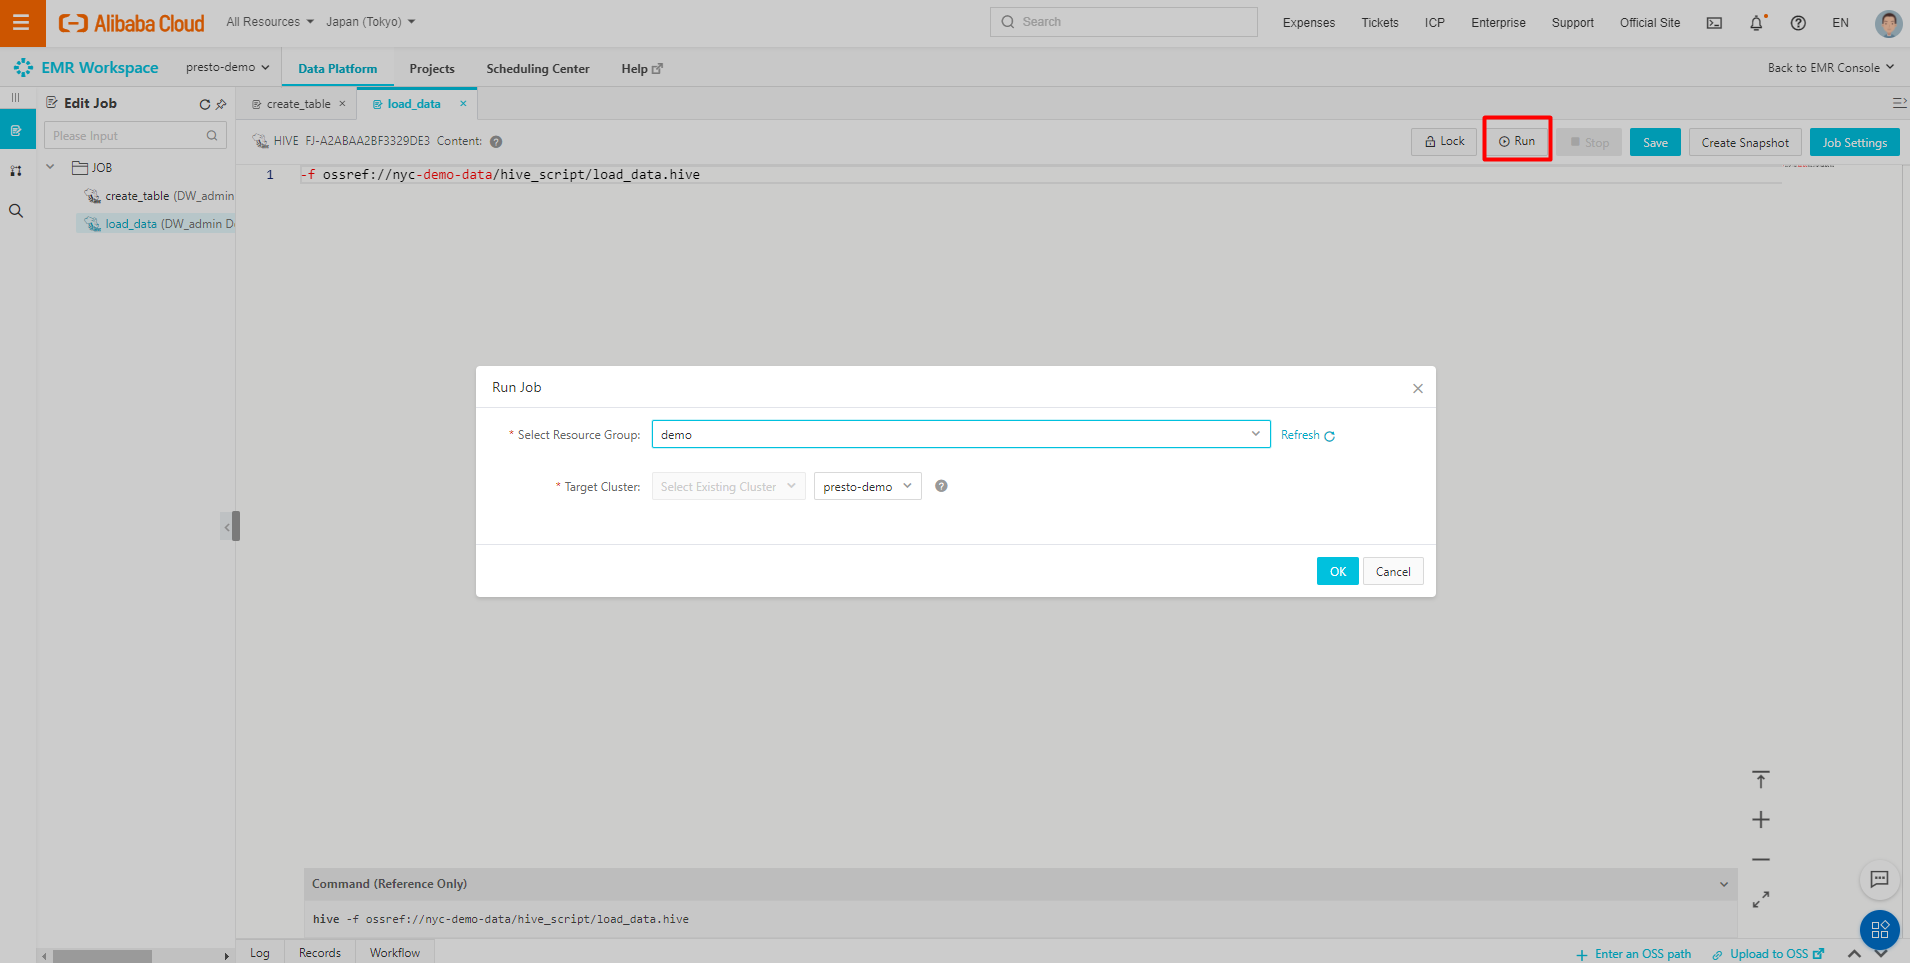 Alibaba Cloud
All Resources
Japan (Tokyo)
Search
Expenses
Tickets
ICP
Enterprise
Support
Official Site
EN
EMR Workspace
presto-demo
Data Platform
Projects
Scheduling Center
Help
Back to EMR Console
Edit Job
create_table
load_data
Please Input
HIVE FJ-A2ABAA2BF3329DE3 Content:
Lock
Run
Stop
Save
Create Snapshot
Job Settings
JOB
create_table (DW_admin
load_data (DW_admin D
1
-f ossref://nyc-demo-data/hive_script/load_data.hive
Run Job
* Select Resource Group:
demo
Refresh
* Target Cluster:
Select Existing Cluster
presto-demo
OK
Cancel
Command (Reference Only)
hive -f ossref://nyc-demo-data/hive_script/load_data.hive
Log
Records
Workflow
Enter an OSS path
Upload to OSS